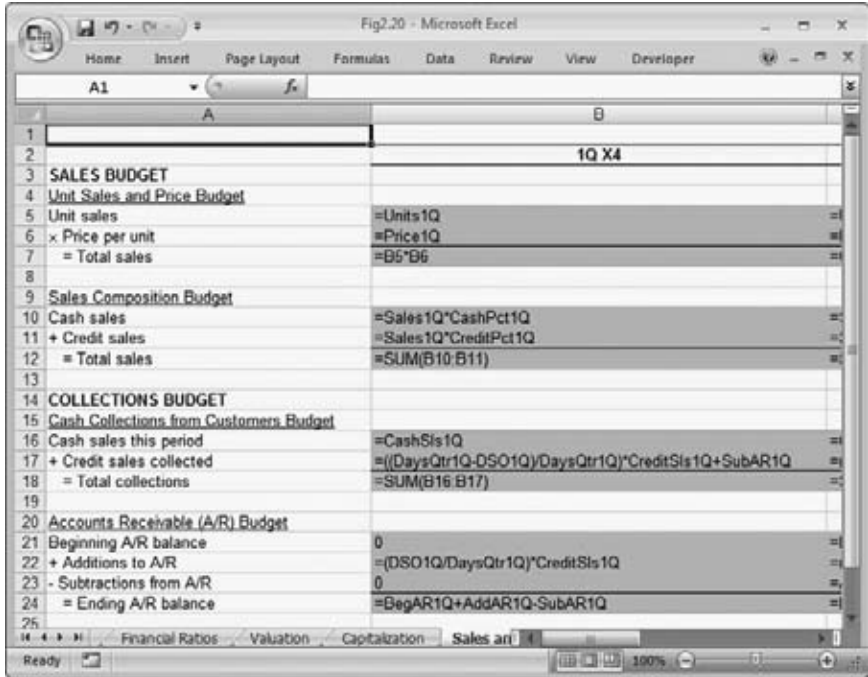 Fig2.20 - Microsoft Excel
Home Insert Page Layout Formulas Data Review View Developer
A1 fx
A B
1
2 1Q X4
3 SALES BUDGET
4 Unit Sales and Price Budget
5 Unit sales =Units1Q
6 × Price per unit =Price1Q
7 = Total sales =B5*B6
8
9 Sales Composition Budget
10 Cash sales =Sales1Q*CashPct1Q
11 + Credit sales =Sales1Q*CreditPct1Q
12 = Total sales =SUM(B10:B11)
13
14 COLLECTIONS BUDGET
15 Cash Collections from Customers Budget
16 Cash sales this period =CashSls1Q
17 + Credit sales collected =((DaysQtr1Q-DSO1Q)/DaysQtr1Q)*CreditSls1Q+SubAR1Q
18 = Total collections =SUM(B16:B17)
19
20 Accounts Receivable (A/R) Budget
21 Beginning A/R balance 0
22 + Additions to A/R =(DSO1Q/DaysQtr1Q)*CreditSls1Q
23 - Subtractions from A/R 0
24 = Ending A/R balance =BegAR1Q+AddAR1Q-SubAR1Q
25
Financial Ratios Valuation Capitalization Sales an
Ready 100%